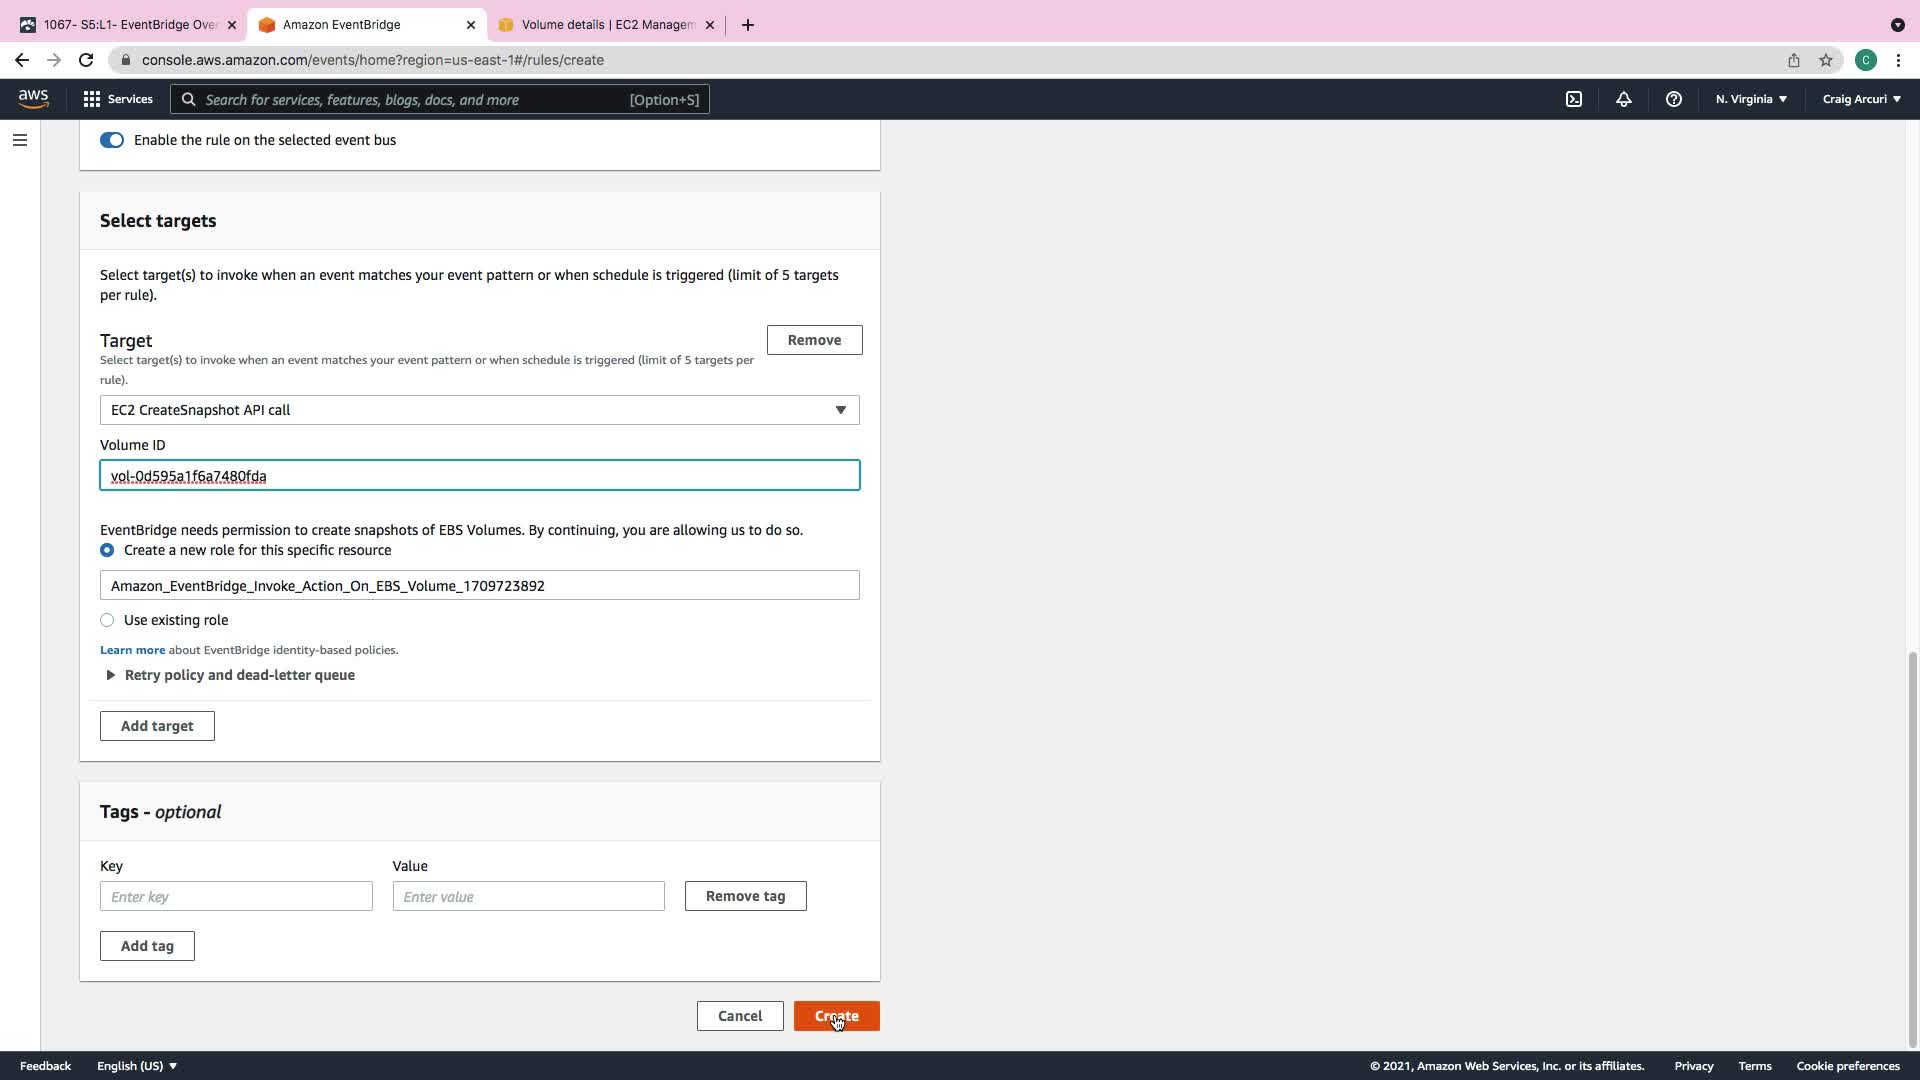 1067- S5:L1- EventBridge Over
Amazon EventBridge
Volume details | EC2 Managem
console.aws.amazon.com/events/home?region=us-east-1#/rules/create
C
aws
Services
Search for services, features, blogs, docs, and more
[Option+S]
N. Virginia
Craig Arcuri
Enable the rule on the selected event bus
Select targets
Select target(s) to invoke when an event matches your event pattern or when schedule is triggered (limit of 5 targets
per rule).
Target
Remove
Select target(s) to invoke when an event matches your event pattern or when schedule is triggered (limit of 5 targets per
rule).
EC2 CreateSnapshot API call
Volume ID
vol-0d595a1f6a7480fda
EventBridge needs permission to create snapshots of EBS Volumes. By continuing, you are allowing us to do so.
Create a new role for this specific resource
Amazon_EventBridge_Invoke_Action_On_EBS_Volume_1709723892
Use existing role
Learn more about EventBridge identity-based policies.
Retry policy and dead-letter queue
Add target
Tags - optional
Key
Value
Enter key
Enter value
Remove tag
Add tag
Cancel
Create
Feedback
English (US)
© 2021, Amazon Web Services, Inc. or its affiliates.
Privacy
Terms
Cookie preferences